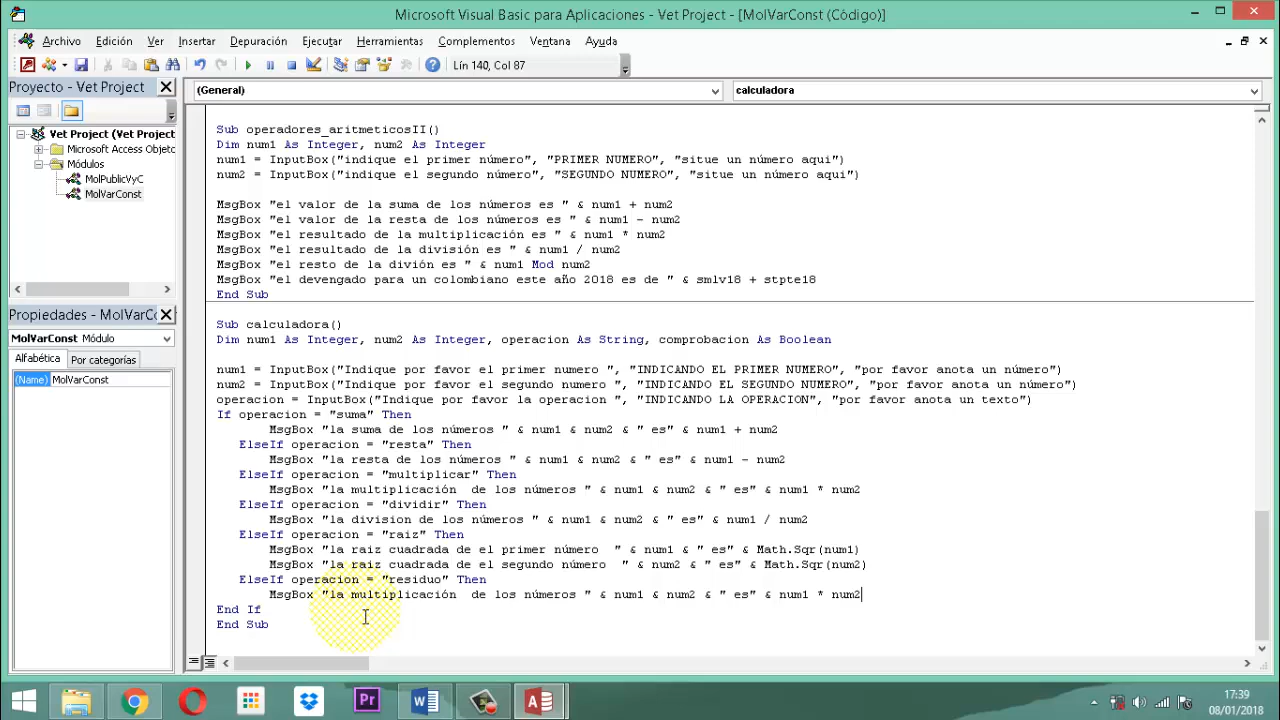 Microsoft Visual Basic para Aplicaciones - Vet Project - [MolVarConst (Código)]
Archivo Edición Ver Insertar Depuración Ejecutar Herramientas Complementos Ventana Ayuda
Lín 140, Col 87
Proyecto - Vet Project
(General)
calculadora
Vet Project (Vet Project
Microsoft Access Objeto
Módulos
MolPublicVyC
MolVarConst
Propiedades - MolVarCo
MolVarConst Módulo
Alfabética Por categorías
(Name) MolVarConst
Sub operadores_aritmeticosII()
Dim num1 As Integer, num2 As Integer
num1 = InputBox("indique el primer número", "PRIMER NUMERO", "situe un número aqui")
num2 = InputBox("indique el segundo número", "SEGUNDO NUMERO", "situe un número aqui")
MsgBox "el valor de la suma de los números es " & num1 + num2
MsgBox "el valor de la resta de los números es " & num1 - num2
MsgBox "el resultado de la multiplicación es " & num1 * num2
MsgBox "el resultado de la división es " & num1 / num2
MsgBox "el resto de la divión es " & num1 Mod num2
MsgBox "el devengado para un colombiano este año 2018 es de " & smlv18 + stpte18
End Sub
Sub calculadora()
Dim num1 As Integer, num2 As Integer, operacion As String, comprobacion As Boolean
num1 = InputBox("Indique por favor el primer numero ", "INDICANDO EL PRIMER NUMERO", "por favor anota un número")
num2 = InputBox("Indique por favor el segundo numero ", "INDICANDO EL SEGUNDO NUMERO", "por favor anota un número")
operacion = InputBox("Indique por favor la operacion ", "INDICANDO LA OPERACION", "por favor anota un texto")
If operacion = "suma" Then
MsgBox "la suma de los números " & num1 & num2 & " es" & num1 + num2
ElseIf operacion = "resta" Then
MsgBox "la resta de los números " & num1 & num2 & " es" & num1 - num2
ElseIf operacion = "multiplicar" Then
MsgBox "la multiplicación  de los números " & num1 & num2 & " es" & num1 * num2
ElseIf operacion = "dividir" Then
MsgBox "la division de los números " & num1 & num2 & " es" & num1 / num2
ElseIf operacion = "raiz" Then
MsgBox "la raiz cuadrada de el primer número  " & num1 & " es" & Math.Sqr(num1)
MsgBox "la raiz cuadrada de el segundo número  " & num2 & " es" & Math.Sqr(num2)
ElseIf operacion = "residuo" Then
MsgBox "la multiplicación  de los números " & num1 & num2 & " es" & num1 * num2
End If
End Sub
17:39
08/01/2018